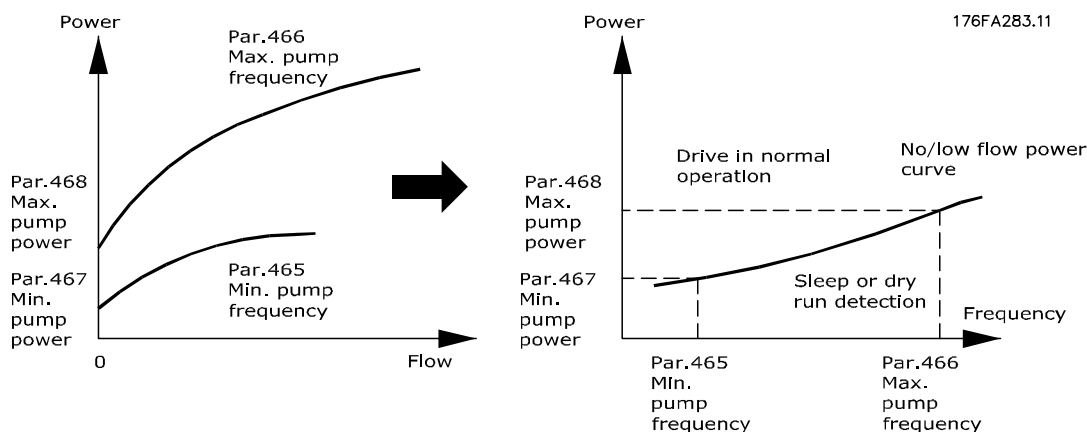 Power
Par.466
Max. pump
frequency
Par.468
Max.
pump
power
Par.467
Min.
pump
power
Par.465
Min. pump
frequency
0
Flow
Power
176FA283.11
Drive in normal
operation
No/low flow power
curve
Par.468
Max.
pump
power
Par.467
Min.
pump
power
Sleep or dry
run detection
Frequency
Par.465
Min.
pump
frequency
Par.466
Max.
pump
frequency